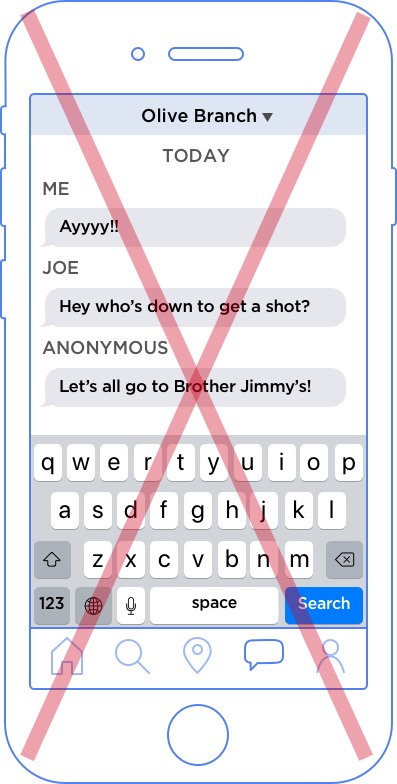 Olive Branch ▼
TODAY
ME
Ayyyy!!
JOE
Hey who's down to get a shot?
ANONYMOUS
Let's all go to Brother Jimmy's!
q w e r t y u i o p
a s d f g h j k l
z x c v b n m
123 space Search